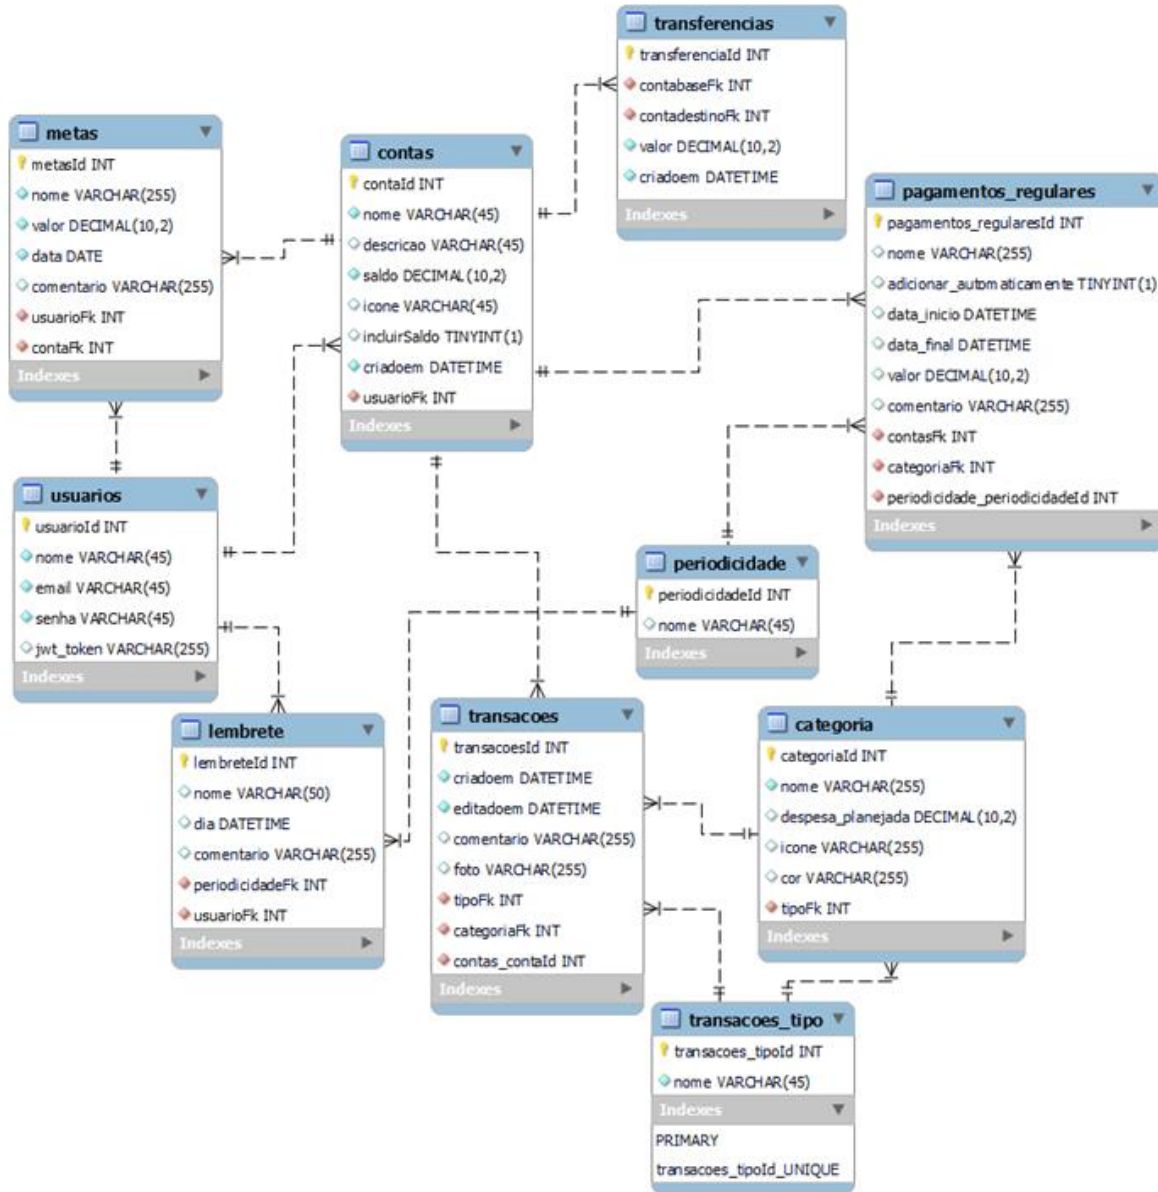 transferencias
transferenciaId INT
contabaseFk INT
contadestinoFk INT
valor DECIMAL(10,2)
criadoem DATETIME
Indexes
metas
metasId INT
nome VARCHAR(255)
valor DECIMAL(10,2)
data DATE
comentario VARCHAR(255)
usuarioFk INT
contaFk INT
Indexes
contas
contaId INT
nome VARCHAR(45)
descricao VARCHAR(45)
saldo DECIMAL(10,2)
icone VARCHAR(45)
incluirSaldo TINYINT(1)
criadoem DATETIME
usuarioFk INT
Indexes
pagamentos_regulares
pagamentos_regularesId INT
nome VARCHAR(255)
adicionar_automaticamente TINYINT(1)
data_inicio DATETIME
data_final DATETIME
valor DECIMAL(10,2)
comentario VARCHAR(255)
contasFk INT
categoriaFk INT
periodicidade_periodicidadeId INT
Indexes
usuarios
usuarioId INT
nome VARCHAR(45)
email VARCHAR(45)
senha VARCHAR(45)
jwt_token VARCHAR(255)
Indexes
periodicidade
periodicidadeId INT
nome VARCHAR(45)
Indexes
lembrete
lembreteId INT
nome VARCHAR(50)
dia DATETIME
comentario VARCHAR(255)
periodicidadeFk INT
usuarioFk INT
Indexes
transacoes
transacoesId INT
criadoem DATETIME
editadoem DATETIME
comentario VARCHAR(255)
foto VARCHAR(255)
tipoFk INT
categoriaFk INT
contas_contaId INT
Indexes
categoria
categoriaId INT
nome VARCHAR(255)
despesa_planejada DECIMAL(10,2)
icone VARCHAR(255)
cor VARCHAR(255)
tipoFk INT
Indexes
transacoes_tipo
transacoes_tipoId INT
nome VARCHAR(45)
Indexes
PRIMARY
transacoes_tipoId_UNIQUE